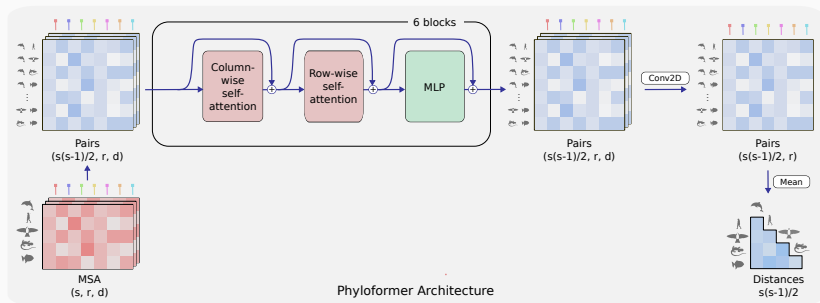 6 blocks
Column-
wise
self-
attention
Row-wise
self-
attention
MLP
Conv2D
Pairs
(s(s-1)/2, r, d)
Pairs
(s(s-1)/2, r, d)
Pairs
(s(s-1)/2, r)
Mean
MSA
(s, r, d)
Phyloformer Architecture
Distances
s(s-1)/2